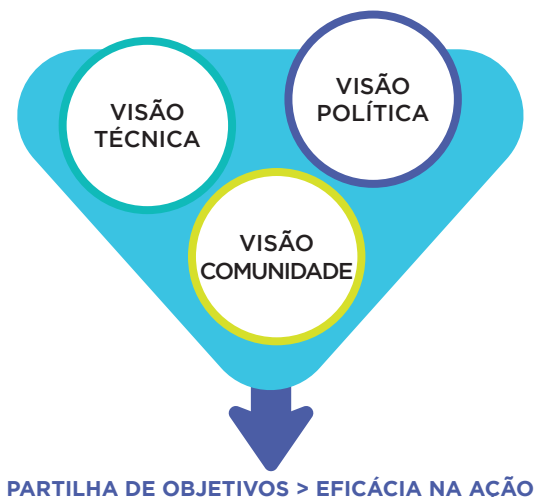 VISÃO
TÉCNICA
VISÃO
POLÍTICA
VISÃO
COMUNIDADE
PARTILHA DE OBJETIVOS > EFICÁCIA NA AÇÃO